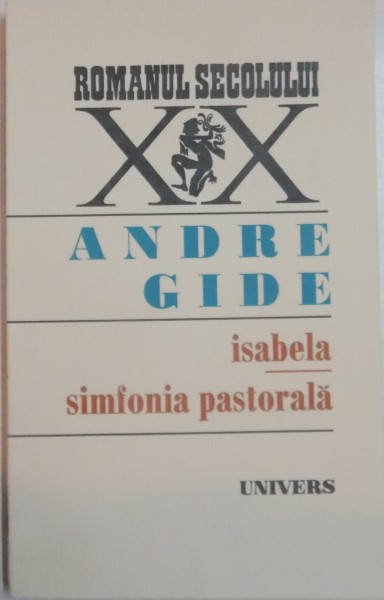 ROMANUL SECOLULUI
XX
ANDRE
GIDE
isabela
simfonia pastorală
UNIVERS